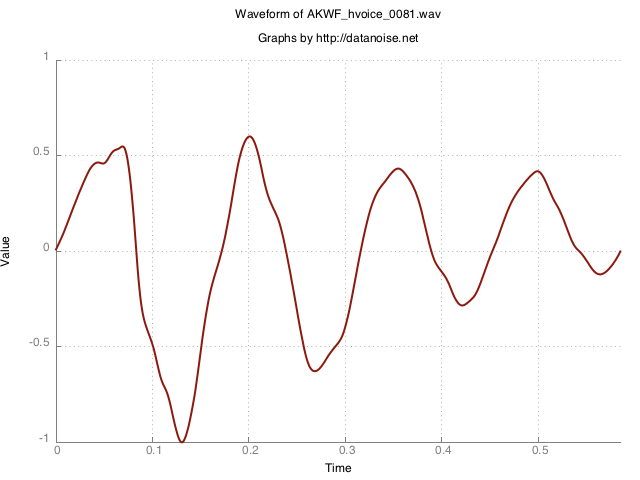 Waveform of AKWF_hvoice_0081.wav
Graphs by http://datanoise.net
1
0.5
0
-0.5
-1
Value
0 0.1 0.2 0.3 0.4 0.5
Time